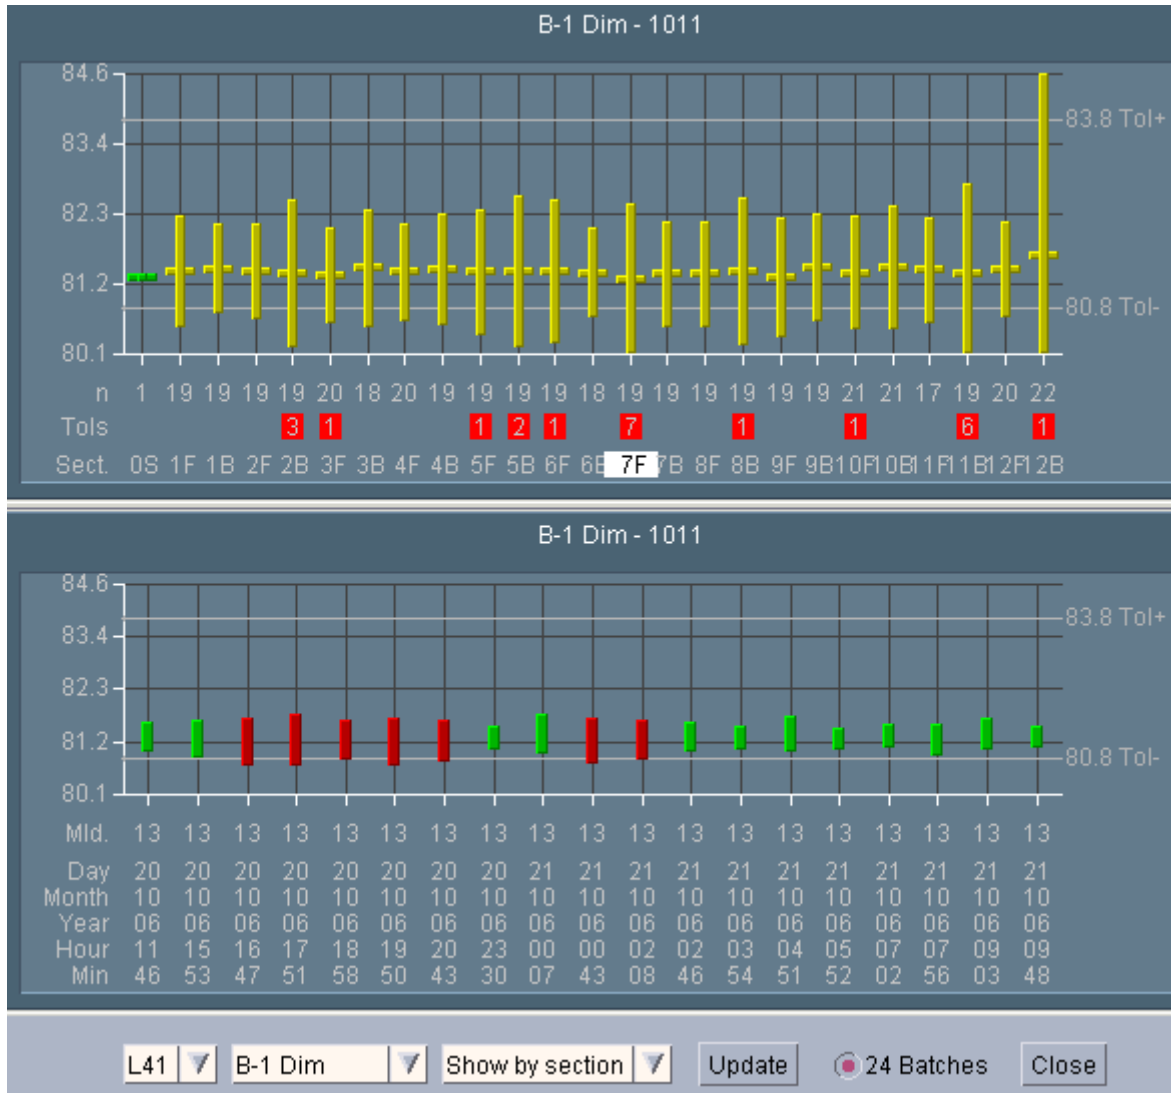 B-1 Dim - 1011
84.6
83.8 Tol+
83.4
82.3
81.2
80.8 Tol-
80.1
n 1 19 19 19 19 20 18 20 19 19 19 19 18 19 19 19 19 19 19 21 21 17 19 20 22
Tols 3 1 1 2 1 7 1 1 6 1
Sect. 0S 1F 1B 2F 2B 3F 3B 4F 4B 5F 5B 6F 6B 7F 7B 8F 8B 9F 9B 10F 10B 11F 11B 12F 12B
B-1 Dim - 1011
84.6
83.8 Tol+
83.4
82.3
81.2
80.8 Tol-
80.1
Mld. 13 13 13 13 13 13 13 13 13 13 13 13 13 13 13 13 13 13 13
Day 20 20 20 20 20 20 20 20 21 21 21 21 21 21 21 21 21 21 21
Month 10 10 10 10 10 10 10 10 10 10 10 10 10 10 10 10 10 10 10
Year 06 06 06 06 06 06 06 06 06 06 06 06 06 06 06 06 06 06 06
Hour 11 15 16 17 18 19 20 23 00 00 02 02 03 04 05 07 07 09 09
Min 46 53 47 51 58 50 43 30 07 43 08 46 54 51 52 02 56 03 48
L41 B-1 Dim Show by section Update 24 Batches Close